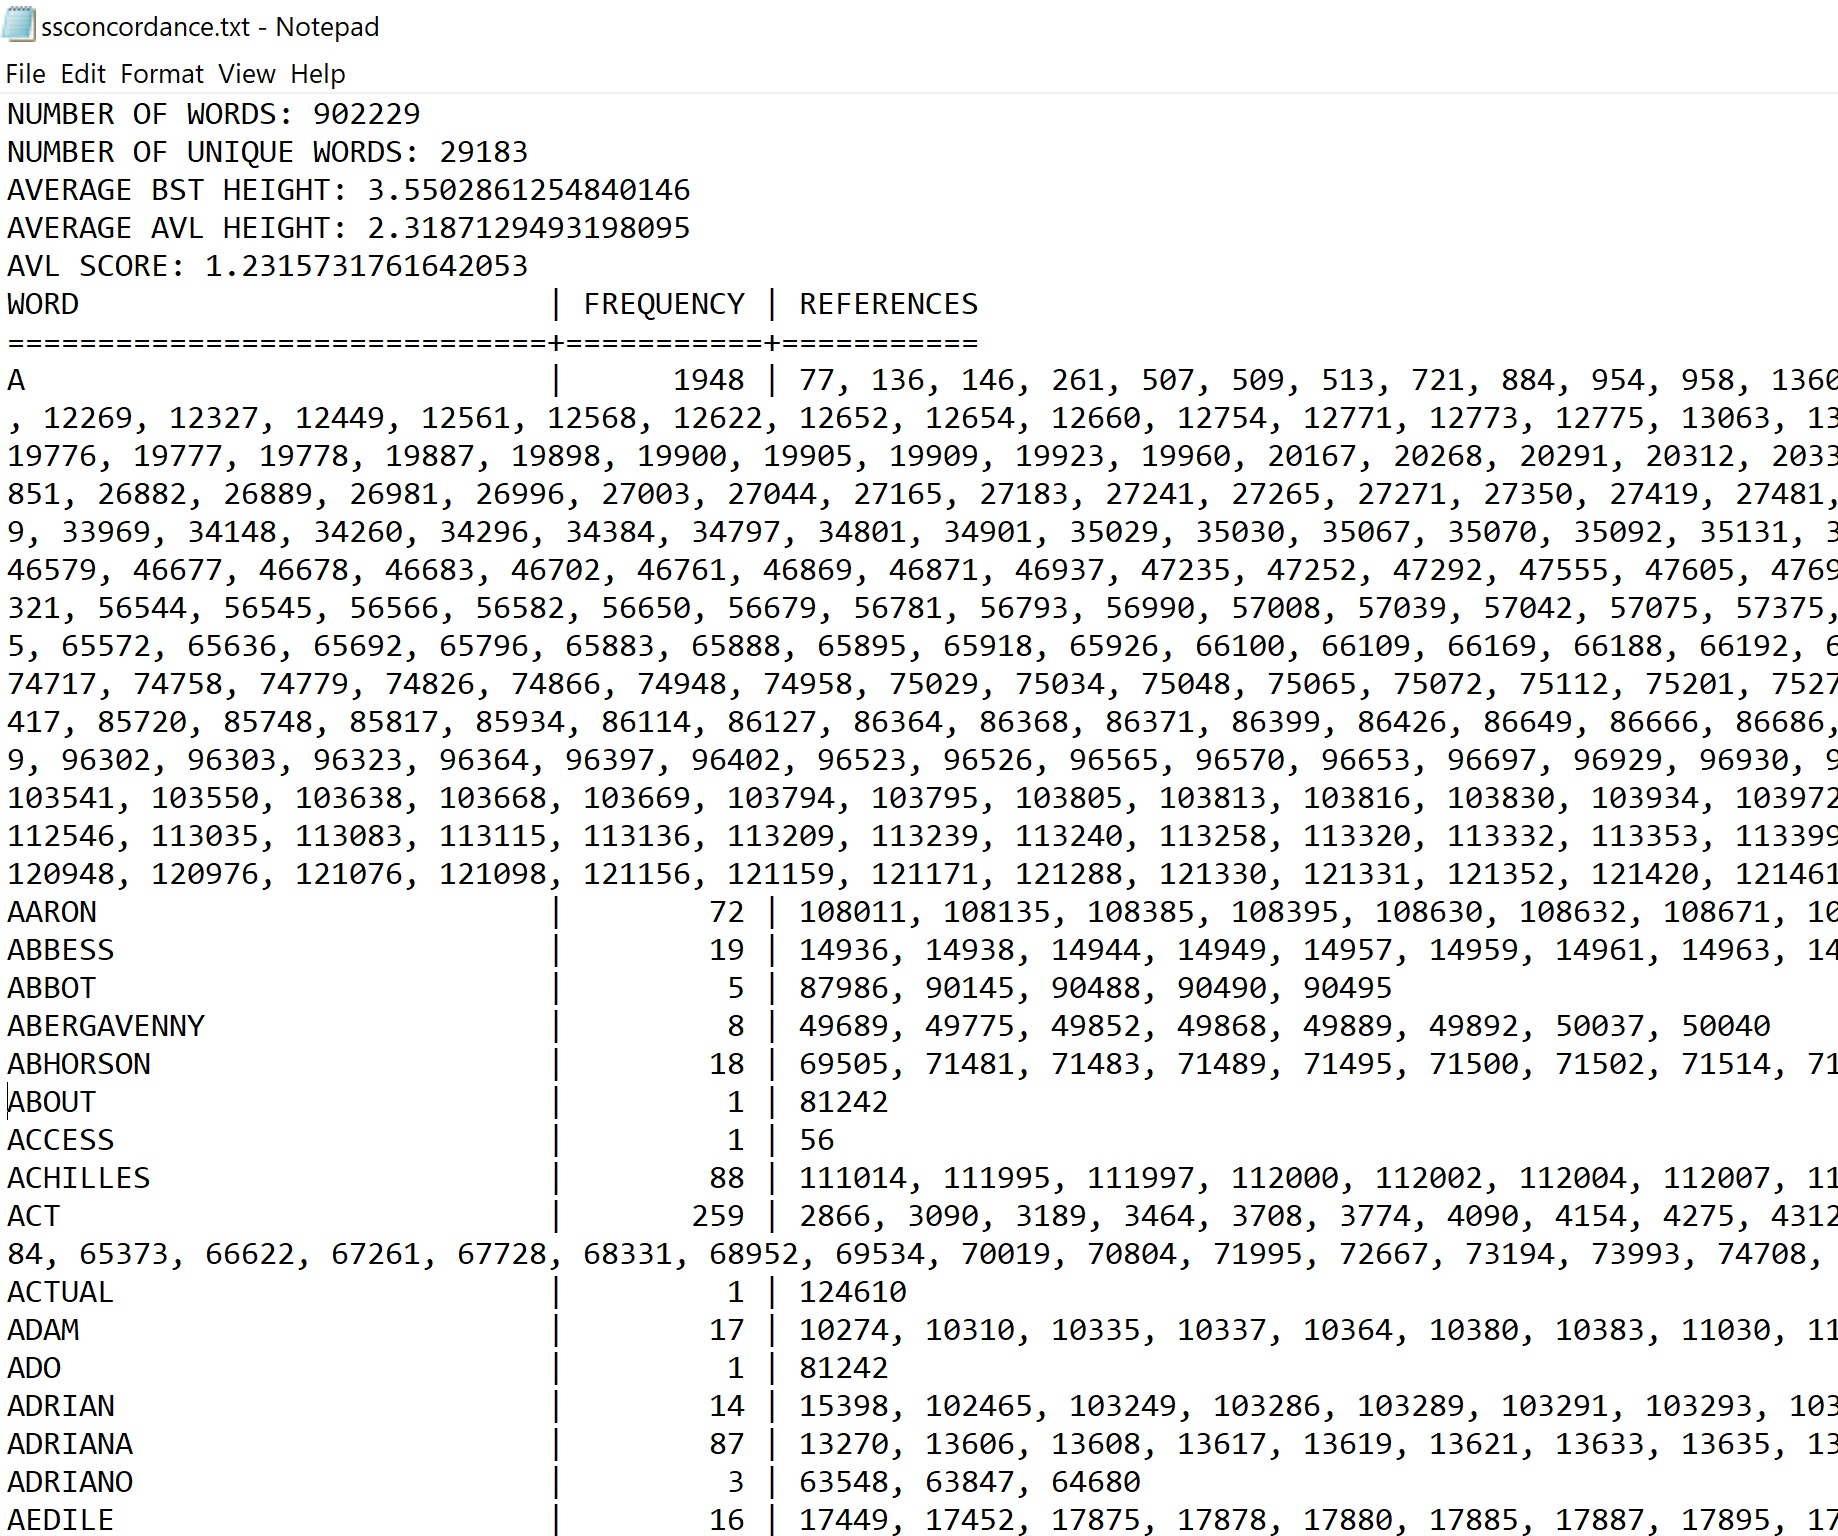 ssconcordance.txt - Notepad
File Edit Format View Help
NUMBER OF WORDS: 902229
NUMBER OF UNIQUE WORDS: 29183
AVERAGE BST HEIGHT: 3.5502861254840146
AVERAGE AVL HEIGHT: 2.3187129493198095
AVL SCORE: 1.2315731761642053
WORD | FREQUENCY | REFERENCES
==============================+===========+===========
A | 1948 | 77, 136, 146, 261, 507, 509, 513, 721, 884, 954, 958, 1360
, 12269, 12327, 12449, 12561, 12568, 12622, 12652, 12654, 12660, 12754, 12771, 12773, 12775, 13063, 13
19776, 19777, 19778, 19887, 19898, 19900, 19905, 19909, 19923, 19960, 20167, 20268, 20291, 20312, 2033
851, 26882, 26889, 26981, 26996, 27003, 27044, 27165, 27183, 27241, 27265, 27271, 27350, 27419, 27481,
9, 33969, 34148, 34260, 34296, 34384, 34797, 34801, 34901, 35029, 35030, 35067, 35070, 35092, 35131, 3
46579, 46677, 46678, 46683, 46702, 46761, 46869, 46871, 46937, 47235, 47252, 47292, 47555, 47605, 4769
321, 56544, 56545, 56566, 56582, 56650, 56679, 56781, 56793, 56990, 57008, 57039, 57042, 57075, 57375,
5, 65572, 65636, 65692, 65796, 65883, 65888, 65895, 65918, 65926, 66100, 66109, 66169, 66188, 66192, 6
74717, 74758, 74779, 74826, 74866, 74948, 74958, 75029, 75034, 75048, 75065, 75072, 75112, 75201, 7527
417, 85720, 85748, 85817, 85934, 86114, 86127, 86364, 86368, 86371, 86399, 86426, 86649, 86666, 86686,
9, 96302, 96303, 96323, 96364, 96397, 96402, 96523, 96526, 96565, 96570, 96653, 96697, 96929, 96930, 9
103541, 103550, 103638, 103668, 103669, 103794, 103795, 103805, 103813, 103816, 103830, 103934, 103972
112546, 113035, 113083, 113115, 113136, 113209, 113239, 113240, 113258, 113320, 113332, 113353, 113399
120948, 120976, 121076, 121098, 121156, 121159, 121171, 121288, 121330, 121331, 121352, 121420, 121461
AARON | 72 | 108011, 108135, 108385, 108395, 108630, 108632, 108671, 10
ABBESS | 19 | 14936, 14938, 14944, 14949, 14957, 14959, 14961, 14963, 14
ABBOT | 5 | 87986, 90145, 90488, 90490, 90495
ABERGAVENNY | 8 | 49689, 49775, 49852, 49868, 49889, 49892, 50037, 50040
ABHORSON | 18 | 69505, 71481, 71483, 71489, 71495, 71500, 71502, 71514, 71
ABOUT | 1 | 81242
ACCESS | 1 | 56
ACHILLES | 88 | 111014, 111995, 111997, 112000, 112002, 112004, 112007, 11
ACT | 259 | 2866, 3090, 3189, 3464, 3708, 3774, 4090, 4154, 4275, 4312
84, 65373, 66622, 67261, 67728, 68331, 68952, 69534, 70019, 70804, 71995, 72667, 73194, 73993, 74708,
ACTUAL | 1 | 124610
ADAM | 17 | 10274, 10310, 10335, 10337, 10364, 10380, 10383, 11030, 11
ADO | 1 | 81242
ADRIAN | 14 | 15398, 102465, 103249, 103286, 103289, 103291, 103293, 103
ADRIANA | 87 | 13270, 13606, 13608, 13617, 13619, 13621, 13633, 13635, 13
ADRIANO | 3 | 63548, 63847, 64680
AEDILE | 16 | 17449, 17452, 17875, 17878, 17880, 17885, 17887, 17895, 17